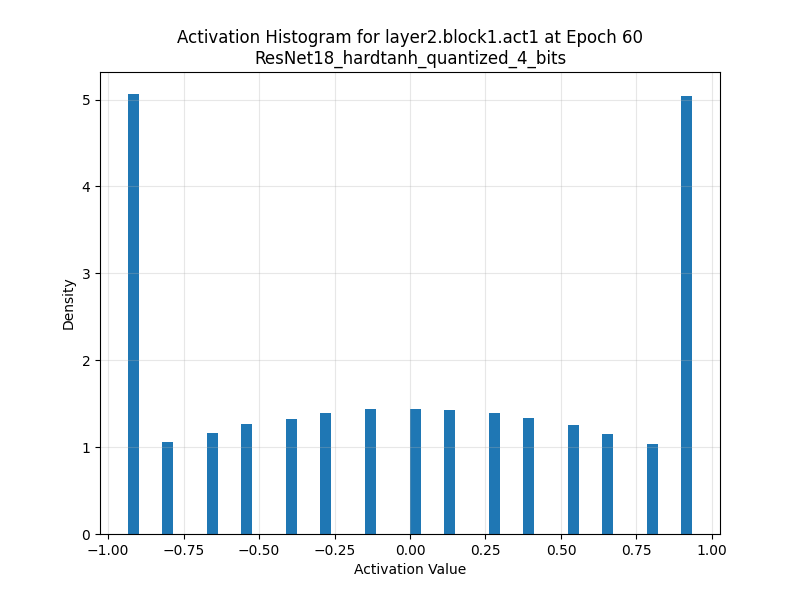 Activation Histogram for layer2.block1.act1 at Epoch 60
ResNet18_hardtanh_quantized_4_bits
Density
5
4
3
2
1
0
−1.00 −0.75 −0.50 −0.25 0.00 0.25 0.50 0.75 1.00
Activation Value